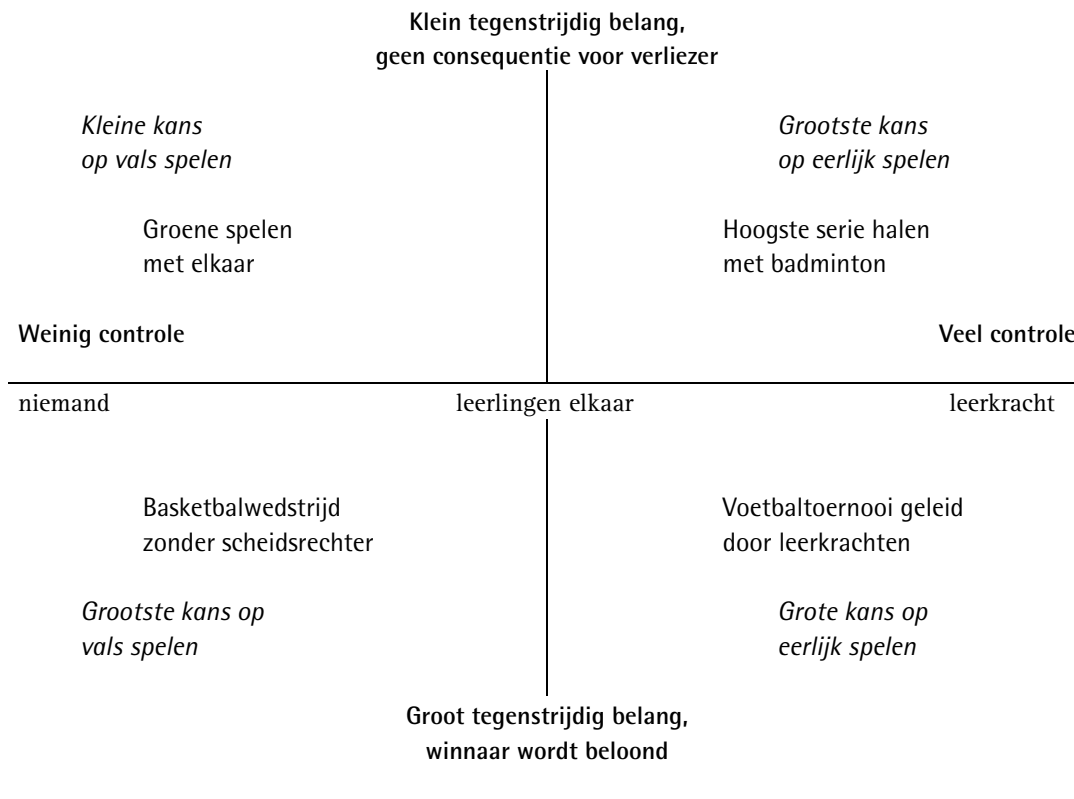 Klein tegenstrijdig belang,
geen consequentie voor verliezer
Kleine kans
op vals spelen
Grootste kans
op eerlijk spelen
Groene spelen
met elkaar
Hoogste serie halen
met badminton
Weinig controle
Veel controle
niemand
leerlingen elkaar
leerkracht
Basketbalwedstrijd
zonder scheidsrechter
Voetbaltoernooi geleid
door leerkrachten
Grootste kans op
vals spelen
Grote kans op
eerlijk spelen
Groot tegenstrijdig belang,
winnaar wordt beloond